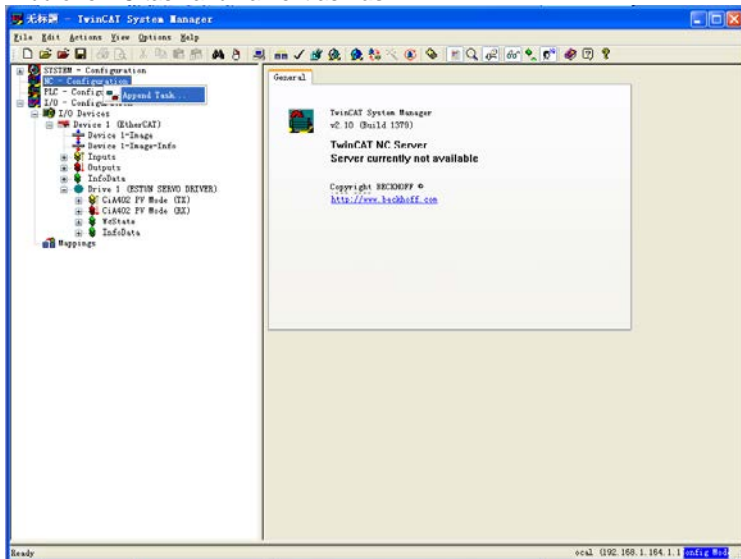 无标题 - TwinCAT System Manager
File Edit Actions View Options Help
SYSTEM - Configuration
NC - Configuration
PLC - Configu
Append Task...
I/O - Configuration
I/O Devices
Device 1 (EtherCAT)
Device 1-Image
Device 1-Image-Info
Inputs
Outputs
InfoData
Drive 1 (ESTUN SERVO DRIVER)
CiA402 PV Mode (TX)
CiA402 PV Mode (RX)
WcState
InfoData
Mappings
General
TwinCAT System Manager
v2.10 (Build 1379)
TwinCAT NC Server
Server currently not available
Copyright BECKHOFF ©
http://www.beckhoff.com
Ready
ocal (192.168.1.164.1.1 onfig Mod